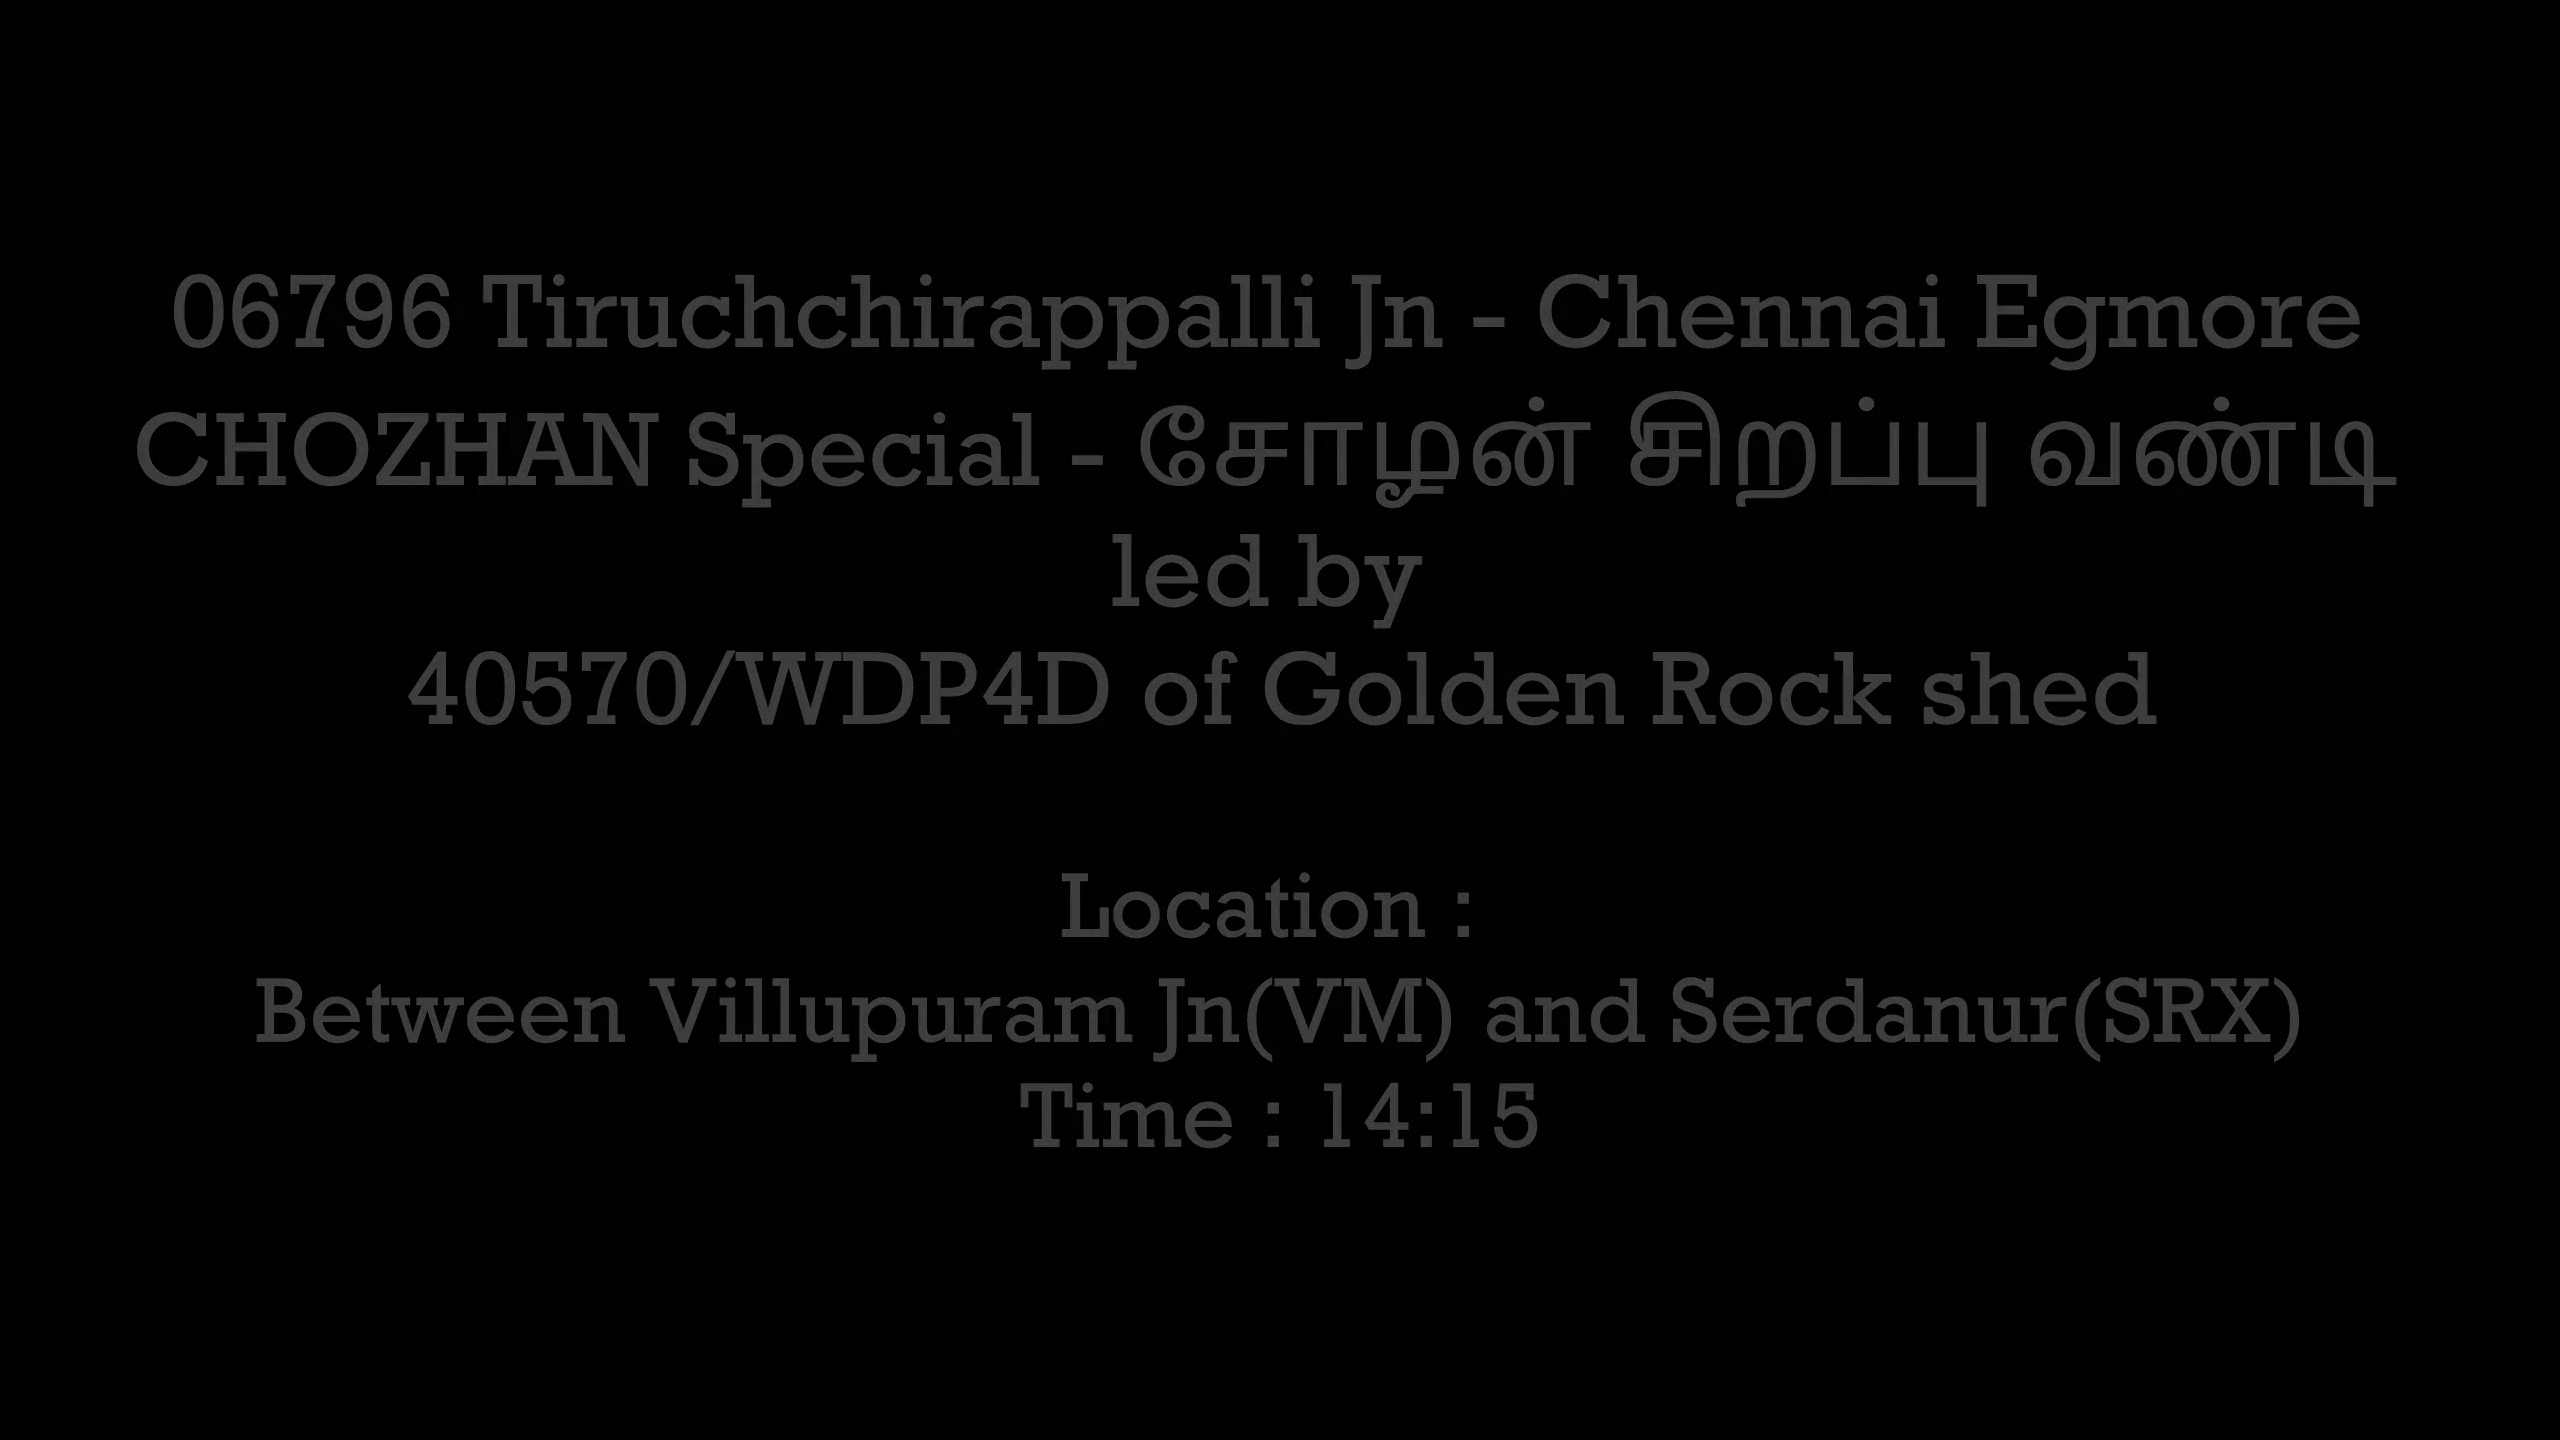 06796 Tiruchchirappalli Jn - Chennai Egmore
CHOZHAN Special - சோழன் சிறப்பு வண்டி
led by
40570/WDP4D of Golden Rock shed
Location :
Between Villupuram Jn(VM) and Serdanur(SRX)
Time : 14:15